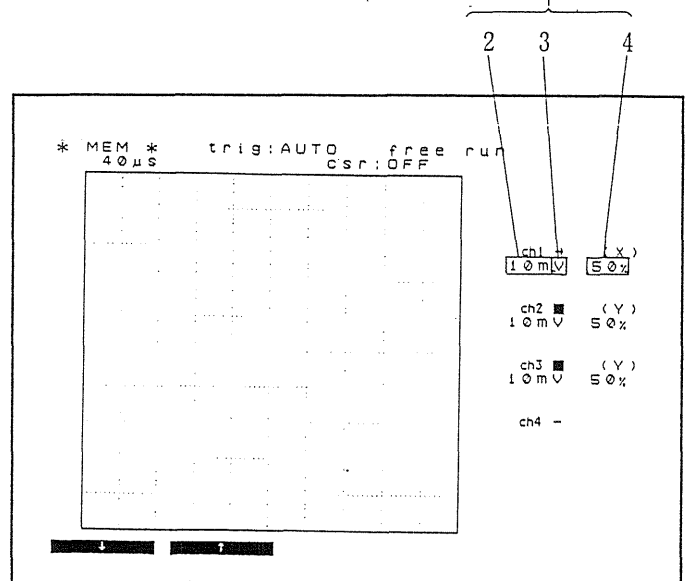 2 3 4
* MEM * trig:AUTO free run
40μs csr:OFF
ch1 → (X)
10mV 50%
ch2 ■ (Y)
10mV 50%
ch3 ■ (Y)
10mV 50%
ch4 -
↓ ↑